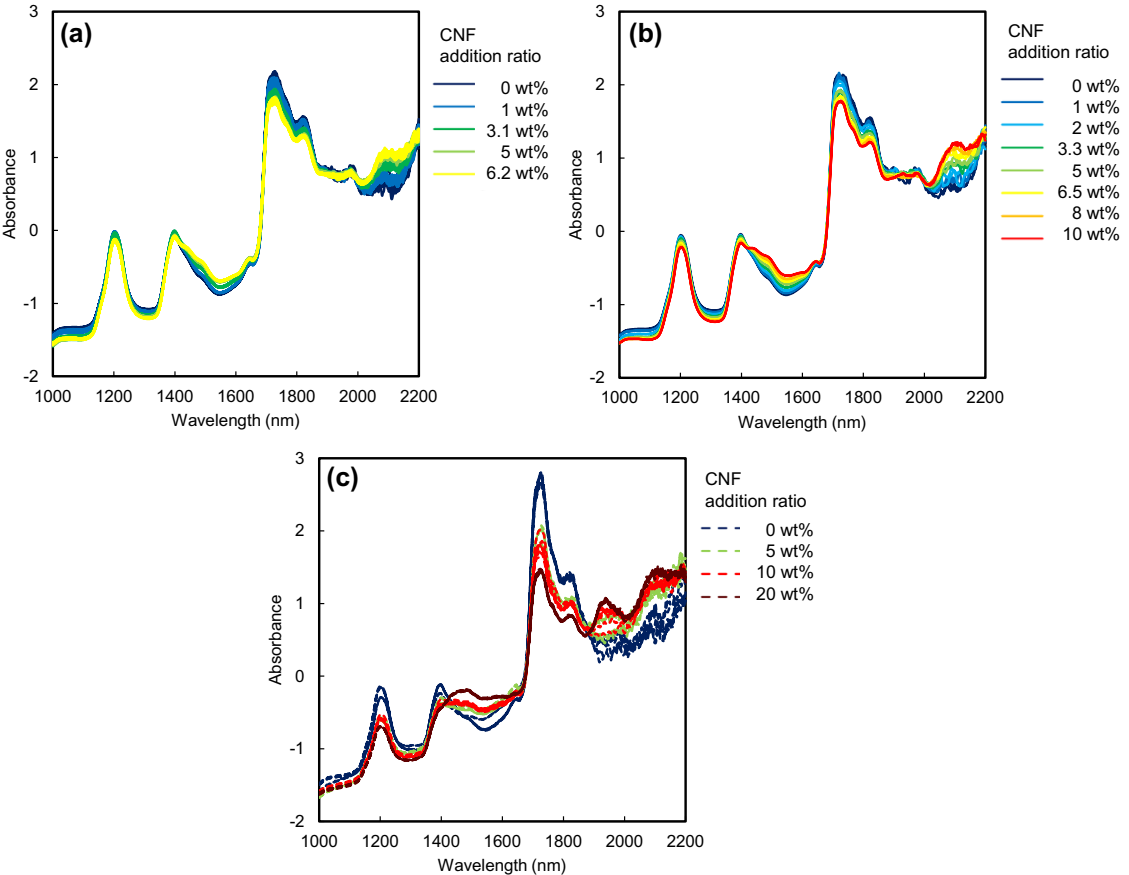 (a)
3
2
1
0
-1
-2
Absorbance
1000 1200 1400 1600 1800 2000 2200
Wavelength (nm)
CNF
addition ratio
0 wt%
1 wt%
3.1 wt%
5 wt%
6.2 wt%
(b)
3
2
1
0
-1
-2
Absorbance
1000 1200 1400 1600 1800 2000 2200
Wavelength (nm)
CNF
addition ratio
0 wt%
1 wt%
2 wt%
3.3 wt%
5 wt%
6.5 wt%
8 wt%
10 wt%
(c)
3
2
1
0
-1
-2
Absorbance
1000 1200 1400 1600 1800 2000 2200
Wavelength (nm)
CNF
addition ratio
0 wt%
5 wt%
10 wt%
20 wt%